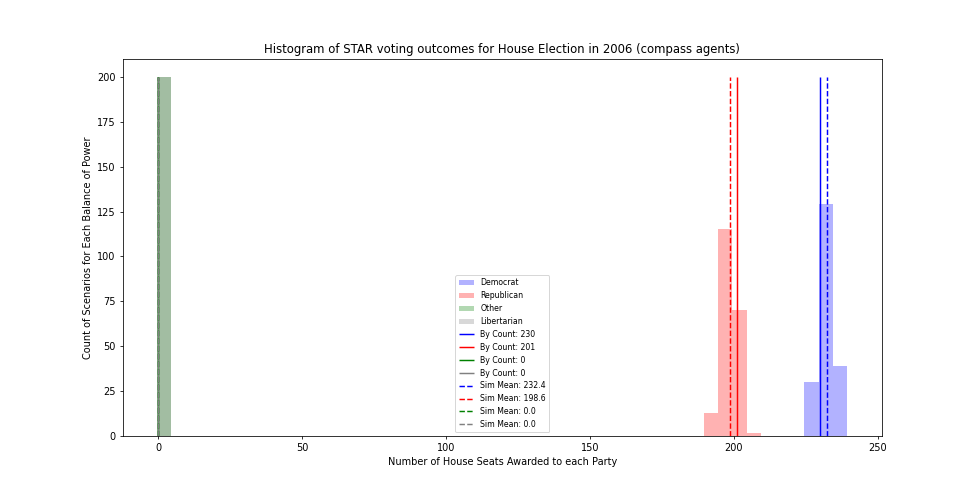 Histogram of STAR voting outcomes for House Election in 2006 (compass agents)
Count of Scenarios for Each Balance of Power
200
175
150
125
100
75
50
25
0
Democrat
Republican
Other
Libertarian
By Count: 230
By Count: 201
By Count: 0
By Count: 0
Sim Mean: 232.4
Sim Mean: 198.6
Sim Mean: 0.0
Sim Mean: 0.0
0 50 100 150 200 250
Number of House Seats Awarded to each Party